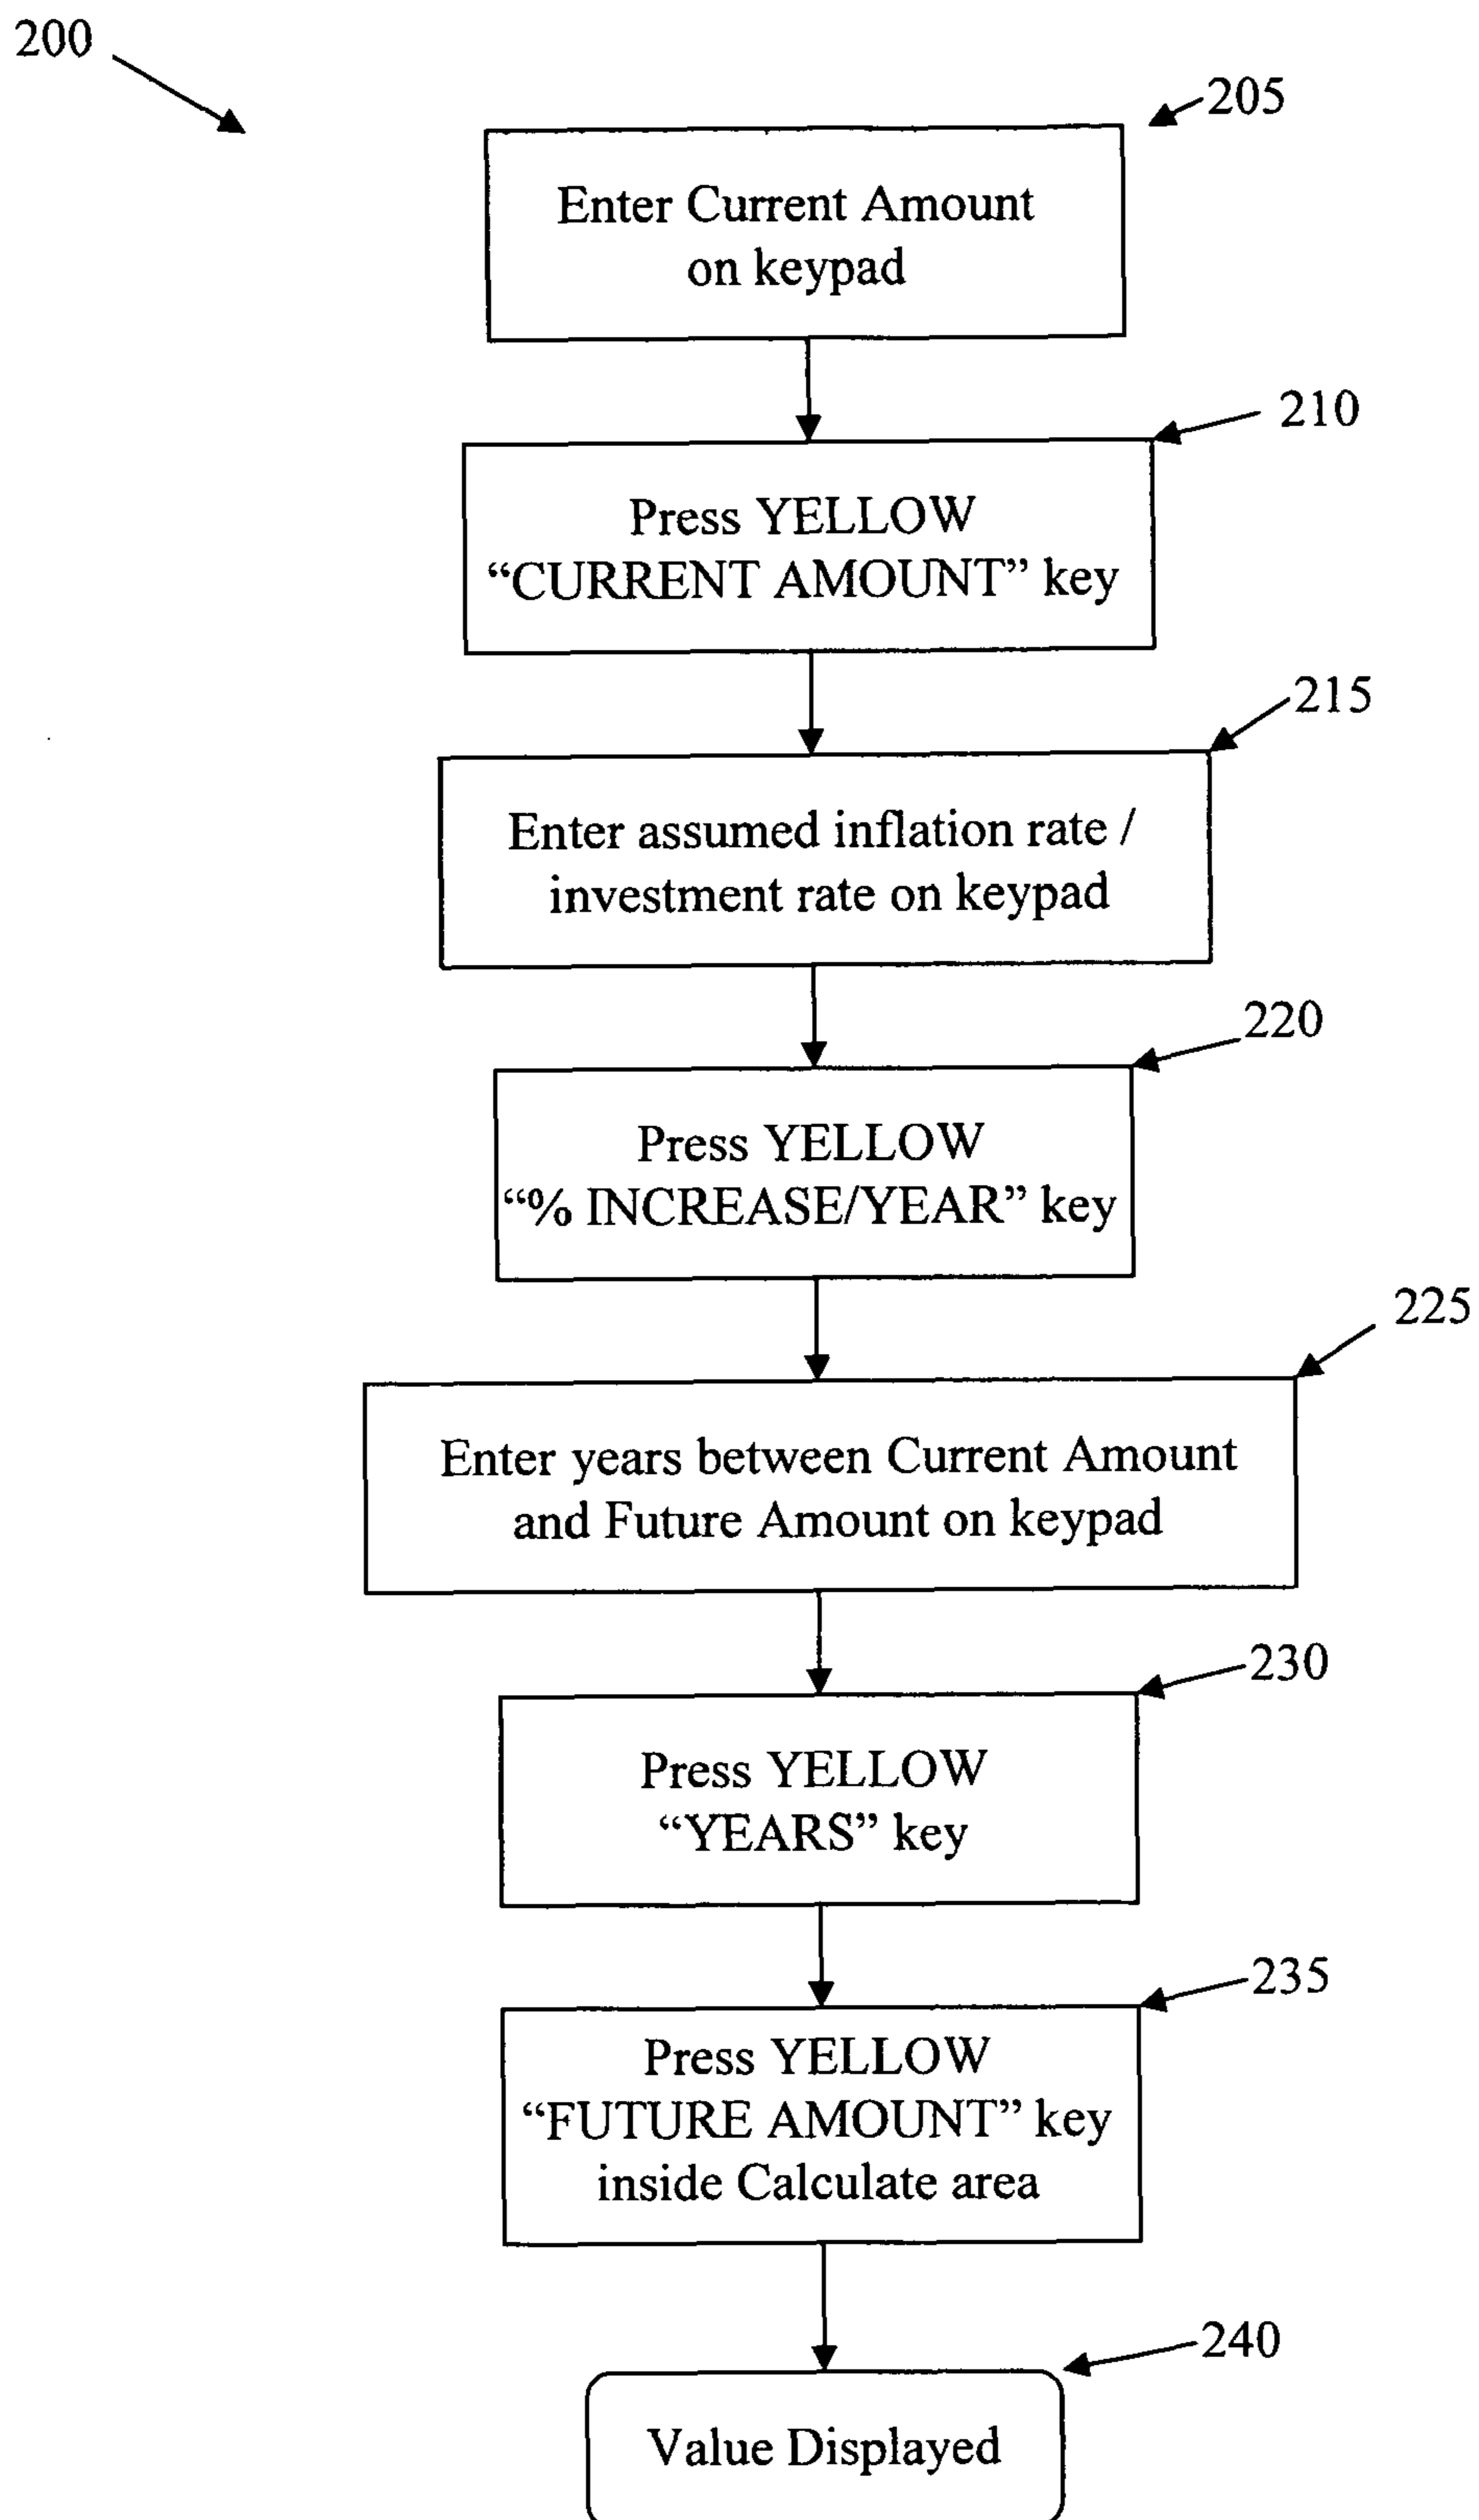 200
205
Enter Current Amount
on keypad
210
Press YELLOW
“CURRENT AMOUNT” key
215
Enter assumed inflation rate /
investment rate on keypad
220
Press YELLOW
“% INCREASE/YEAR” key
225
Enter years between Current Amount
and Future Amount on keypad
230
Press YELLOW
“YEARS” key
235
Press YELLOW
“FUTURE AMOUNT” key
inside Calculate area
240
Value Displayed